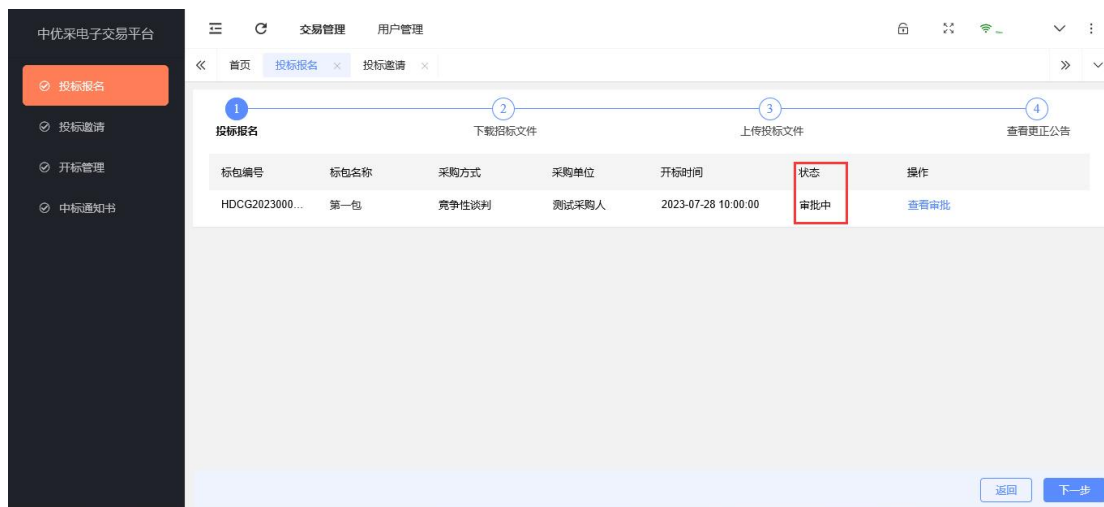 中优采电子交易平台
交易管理 用户管理
首页 投标报名 投标邀请
投标报名
投标邀请
开标管理
中标通知书
1 2 3 4
投标报名 下载招标文件 上传投标文件 查看更正公告
标包编号 标包名称 采购方式 采购单位 开标时间 状态 操作
HDCG2023000... 第一包 竞争性谈判 测试采购人 2023-07-28 10:00:00 审批中 查看审批
返回 下一步